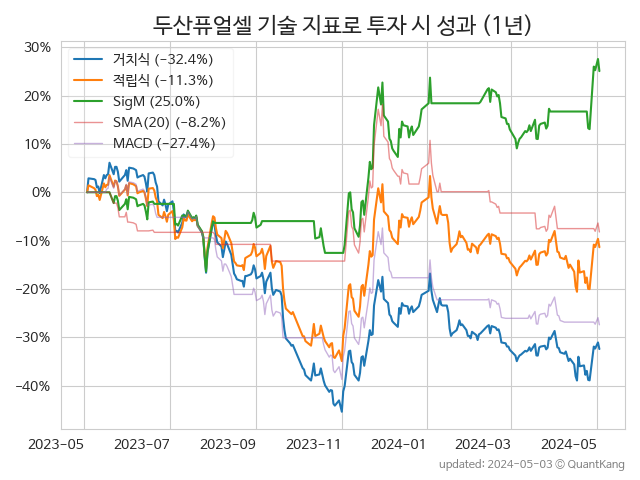 두산퓨얼셀 기술 지표로 투자 시 성과 (1년)
30%
20%
10%
0%
−10%
−20%
−30%
−40%
거치식 (−32.4%)
적립식 (−11.3%)
SigM (25.0%)
SMA(20) (−8.2%)
MACD (−27.4%)
2023-05
2023-07
2023-09
2023-11
2024-01
2024-03
2024-05
updated: 2024-05-03 ⓒ QuantKang